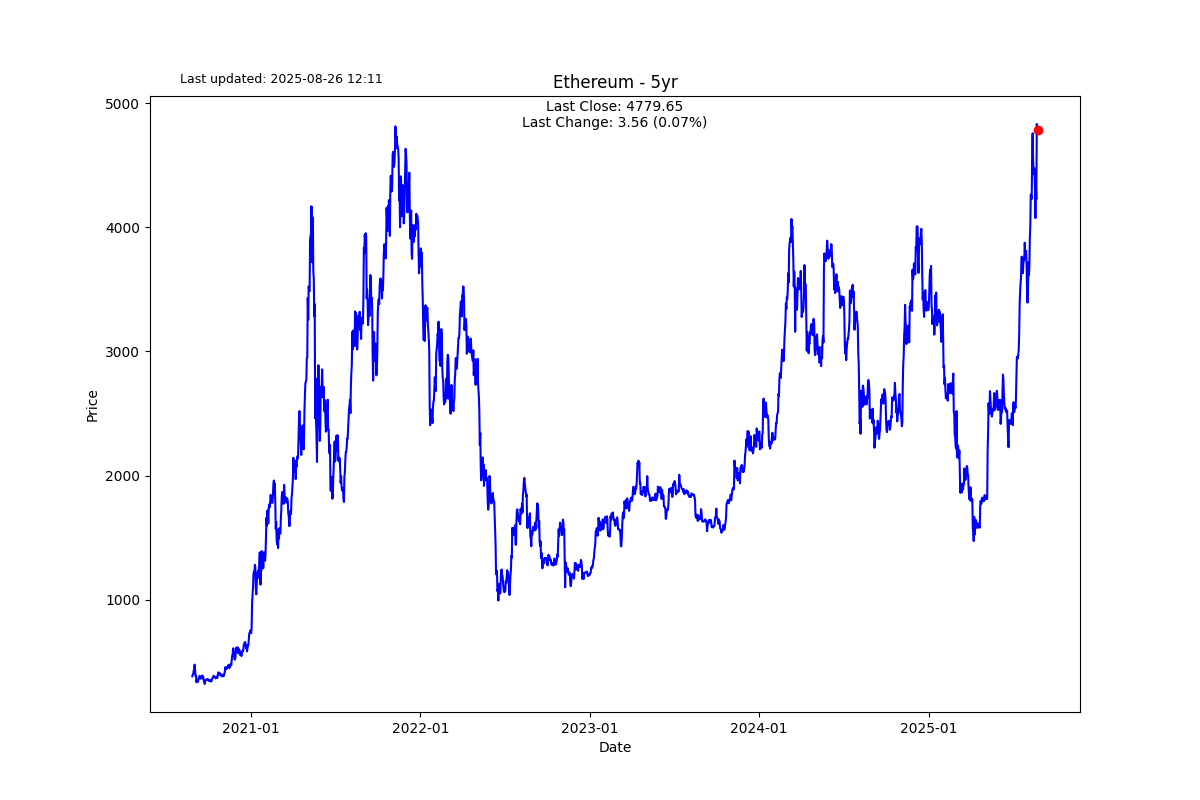 Last updated: 2025-08-26 12:11
Ethereum - 5yr
Last Close: 4779.65
Last Change: 3.56 (0.07%)
5000
4000
3000
2000
1000
Price
2021-01
2022-01
2023-01
2024-01
2025-01
Date